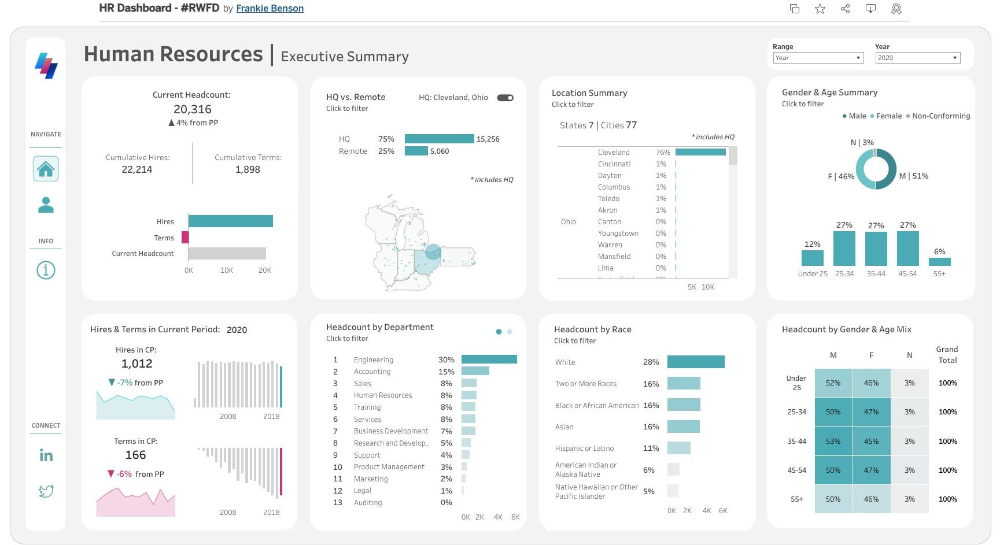 HR Dashboard - #RWFD by Frankie Benson
Human Resources | Executive Summary
Range
Year
Year
2020
NAVIGATE
INFO
CONNECT
in
Current Headcount:
20,316
▲ 4% from PP
Cumulative Hires:
22,214
Cumulative Terms:
1,898
Hires
Terms
Current Headcount
0K 10K 20K
HQ vs. Remote
Click to filter
HQ: Cleveland, Ohio
HQ 75% 15,256
Remote 25% 5,060
* includes HQ
Location Summary
Click to filter
States 7 | Cities 77
* includes HQ
Ohio
Cleveland 76%
Cincinnati 1%
Dayton 1%
Columbus 1%
Toledo 1%
Akron 1%
Canton 0%
Youngstown 0%
Warren 0%
Mansfield 0%
Lima 0%
5K 10K
Gender & Age Summary
Click to filter
Male Female Non-Conforming
N | 3%
F | 46%
M | 51%
12% 27% 27% 27% 6%
Under 25 25-34 35-44 45-54 55+
Hires & Terms in Current Period: 2020
Hires in CP:
1,012
▼ -7% from PP
2008 2018
Terms in CP:
166
▼ -6% from PP
2008 2018
Headcount by Department
Click to filter
1 Engineering 30%
2 Accounting 15%
3 Sales 8%
4 Human Resources 8%
5 Training 8%
6 Services 8%
7 Business Development 7%
8 Research and Develop.. 5%
9 Support 4%
10 Product Management 3%
11 Marketing 2%
12 Legal 1%
13 Auditing 0%
0K 2K 4K 6K
Headcount by Race
Click to filter
White 28%
Two or More Races 16%
Black or African American 16%
Asian 16%
Hispanic or Latino 11%
American Indian or
Alaska Native 6%
Native Hawaiian or Other
Pacific Islander 5%
0K 2K 4K 6K
Headcount by Gender & Age Mix
M F N Grand
Total
Under
25 52% 46% 3% 100%
25-34 50% 47% 3% 100%
35-44 53% 45% 3% 100%
45-54 50% 47% 3% 100%
55+ 50% 46% 3% 100%